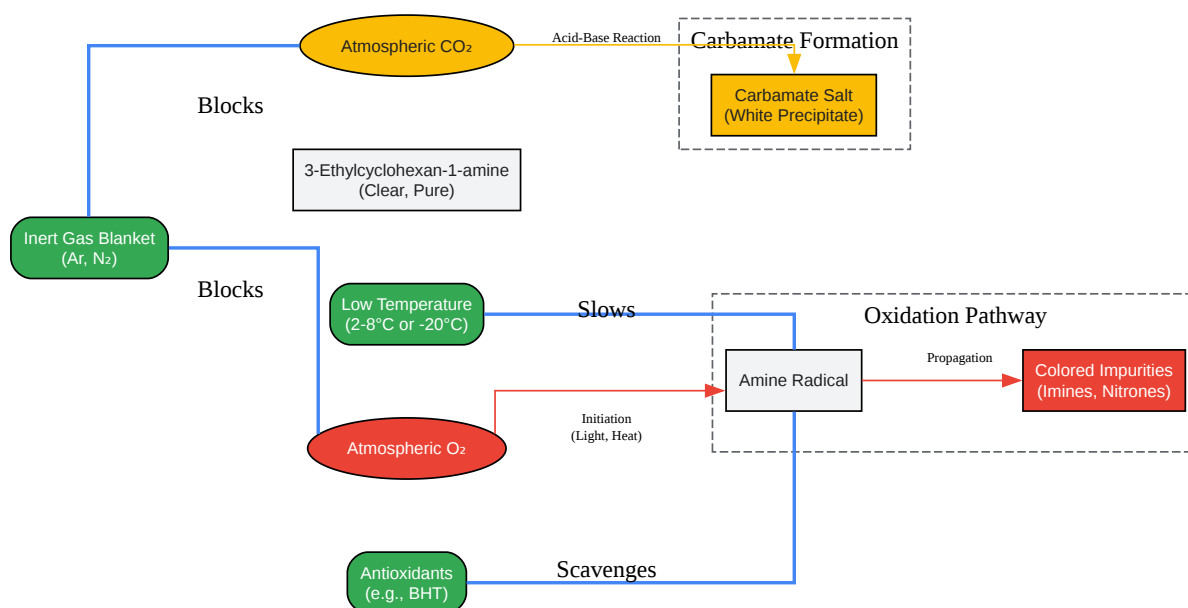 Atmospheric CO₂
Acid-Base Reaction
Carbamate Formation
Carbamate Salt
(White Precipitate)
Blocks
3-Ethylcyclohexan-1-amine
(Clear, Pure)
Inert Gas Blanket
(Ar, N₂)
Blocks
Low Temperature
(2-8°C or -20°C)
Slows
Oxidation Pathway
Amine Radical
Propagation
Colored Impurities
(Imines, Nitrones)
Initiation
(Light, Heat)
Atmospheric O₂
Antioxidants
(e.g., BHT)
Scavenges